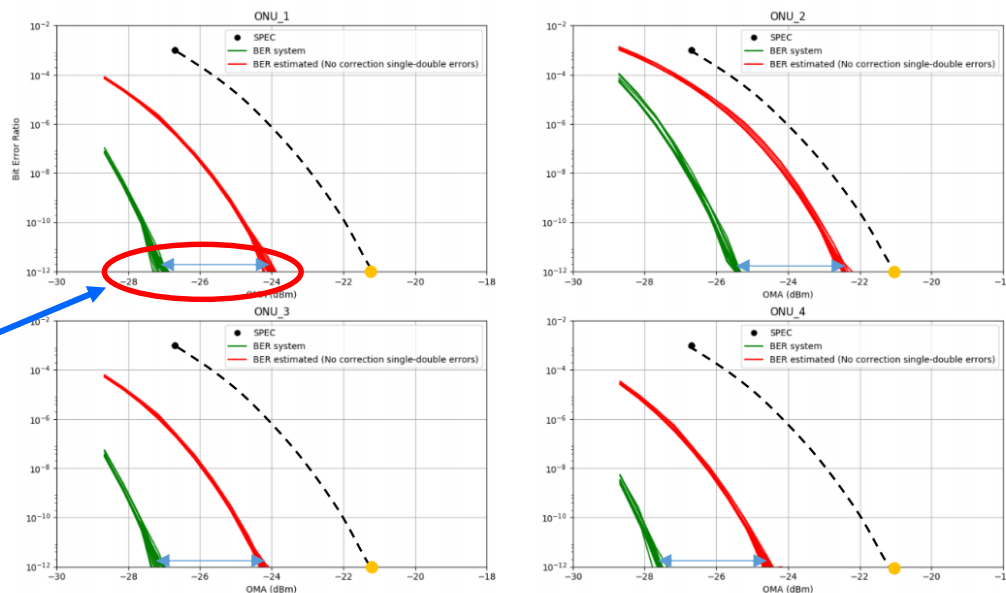 ONU_1
10^-2
10^-4
10^-6
10^-8
10^-10
10^-12
Bit Error Ratio
SPEC
BER system
BER estimated (No correction single-double errors)
-30 -28 -26 -24 -22 -20 -18
OMA (dBm)
ONU_2
10^-2
10^-4
10^-6
10^-8
10^-10
10^-12
SPEC
BER system
BER estimated (No correction single-double errors)
-30 -28 -26 -24 -22 -20
OMA (dBm)
ONU_3
10^-2
10^-4
10^-6
10^-8
10^-10
10^-12
SPEC
BER system
BER estimated (No correction single-double errors)
-30 -28 -26 -24 -22 -20 -18
OMA (dBm)
ONU_4
10^-2
10^-4
10^-6
10^-8
10^-10
10^-12
SPEC
BER system
BER estimated (No correction single-double errors)
-30 -28 -26 -24 -22 -20
OMA (dBm)